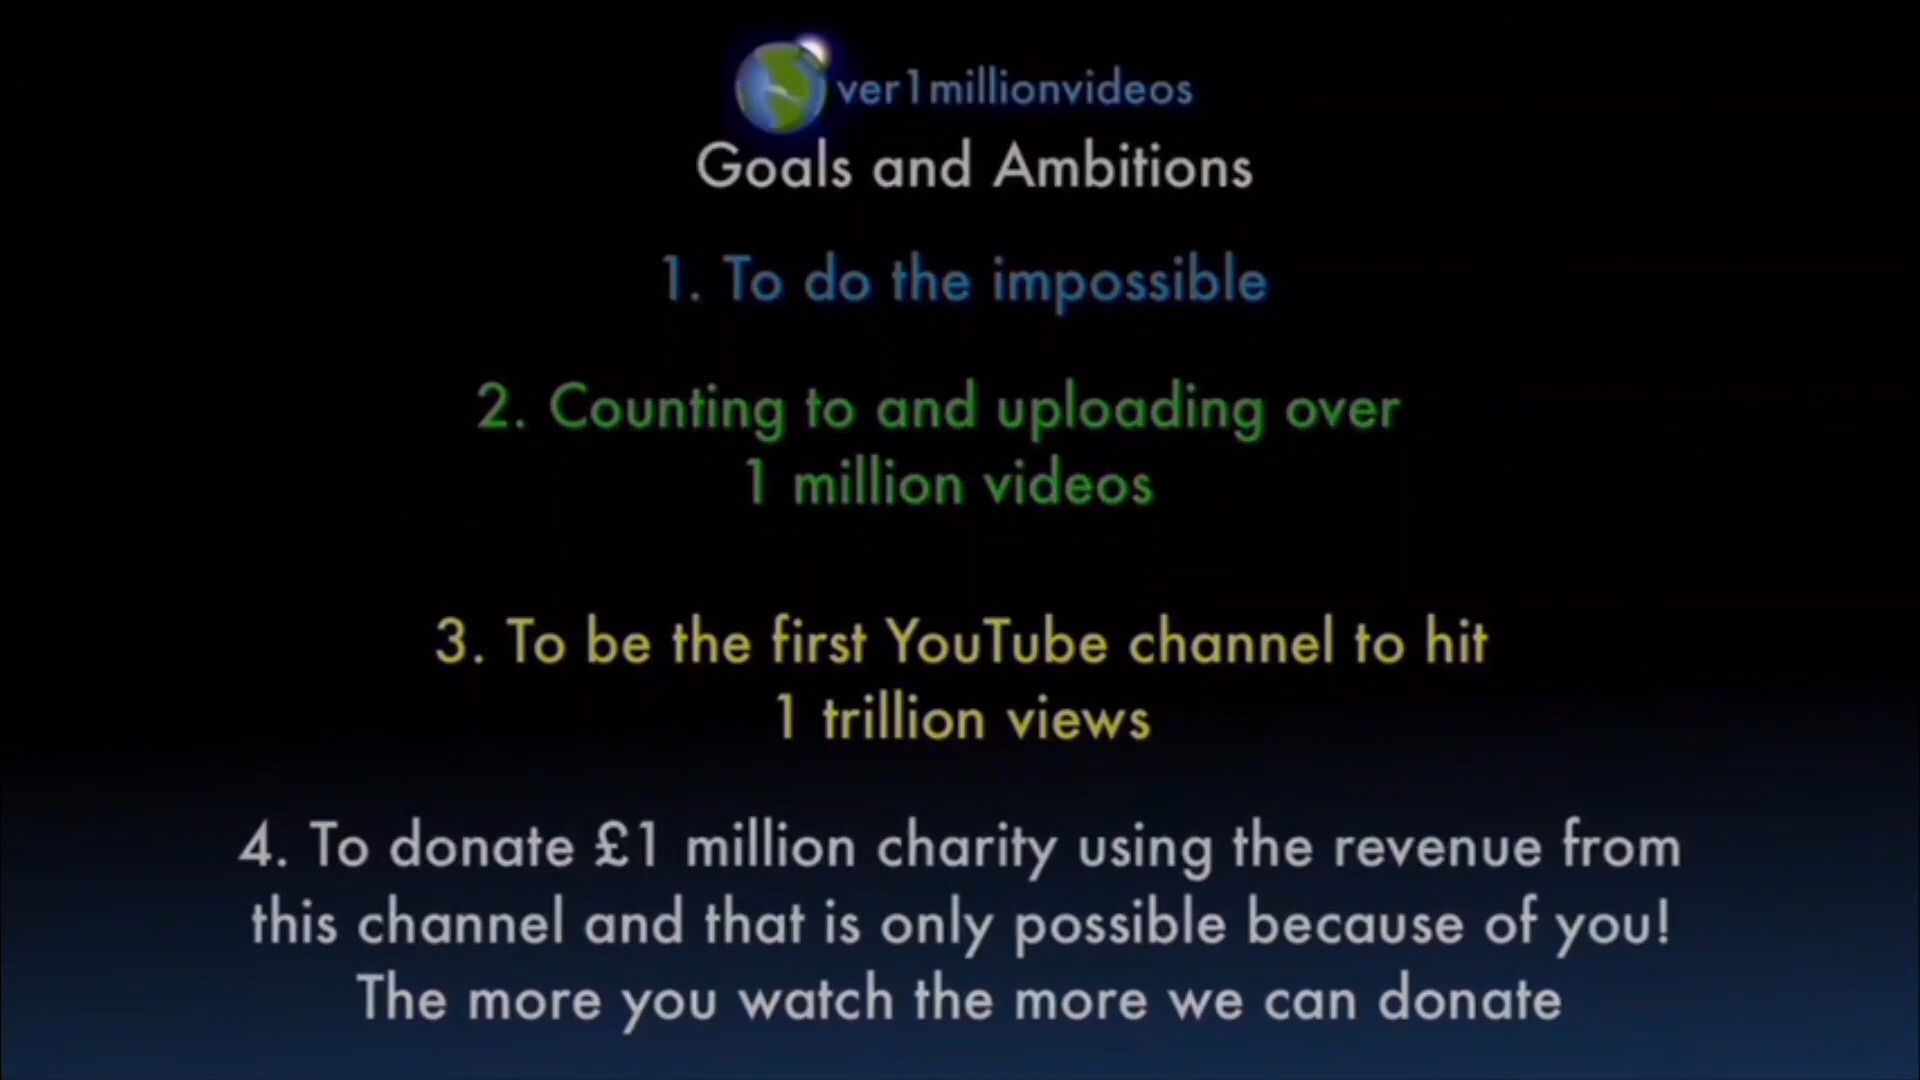 ver1millionvideos
Goals and Ambitions
1. To do the impossible
2. Counting to and uploading over
1 million videos
3. To be the first YouTube channel to hit
1 trillion views
4. To donate £1 million charity using the revenue from
this channel and that is only possible because of you!
The more you watch the more we can donate